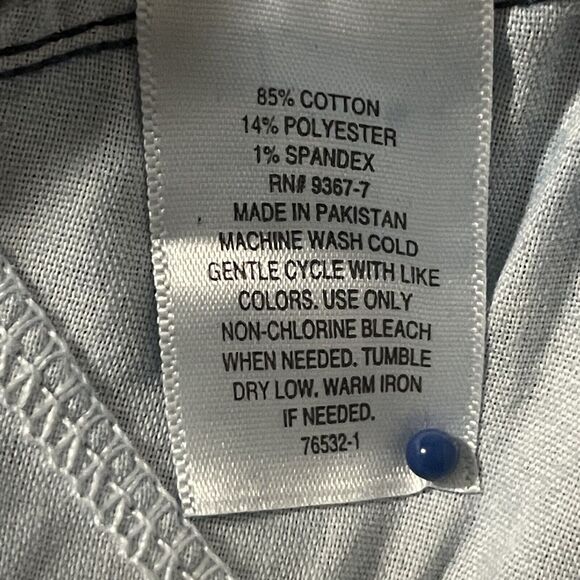 85% COTTON
14% POLYESTER
1% SPANDEX
RN# 9367-7
MADE IN PAKISTAN
MACHINE WASH COLD
GENTLE CYCLE WITH LIKE
COLORS. USE ONLY
NON-CHLORINE BLEACH
WHEN NEEDED. TUMBLE
DRY LOW. WARM IRON
IF NEEDED.
76532-1